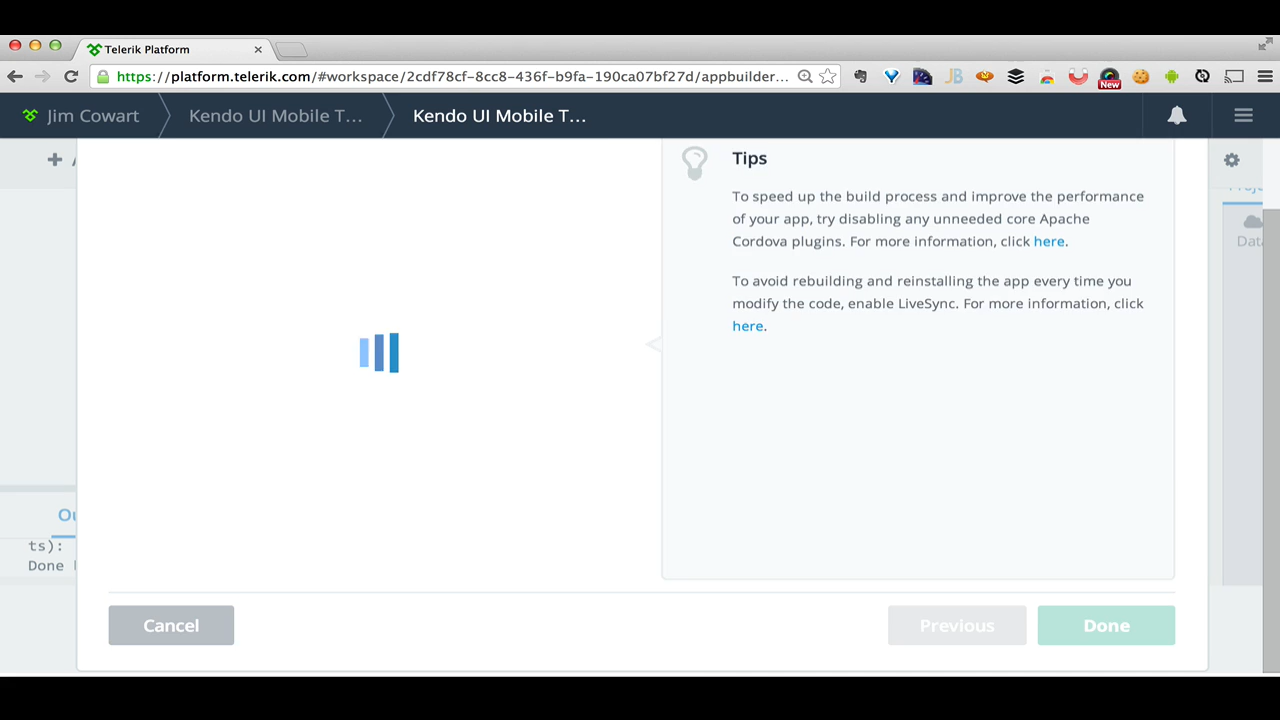 Telerik Platform
https://platform.telerik.com/#workspace/2cdf78cf-8cc8-436f-b9fa-190ca07bf27d/appbuilder...
New
Jim Cowart
Kendo UI Mobile T...
Kendo UI Mobile T...
Tips
To speed up the build process and improve the performance
of your app, try disabling any unneeded core Apache
Cordova plugins. For more information, click here.
To avoid rebuilding and reinstalling the app every time you
modify the code, enable LiveSync. For more information, click
here.
ts):
Done
Cancel
Previous
Done